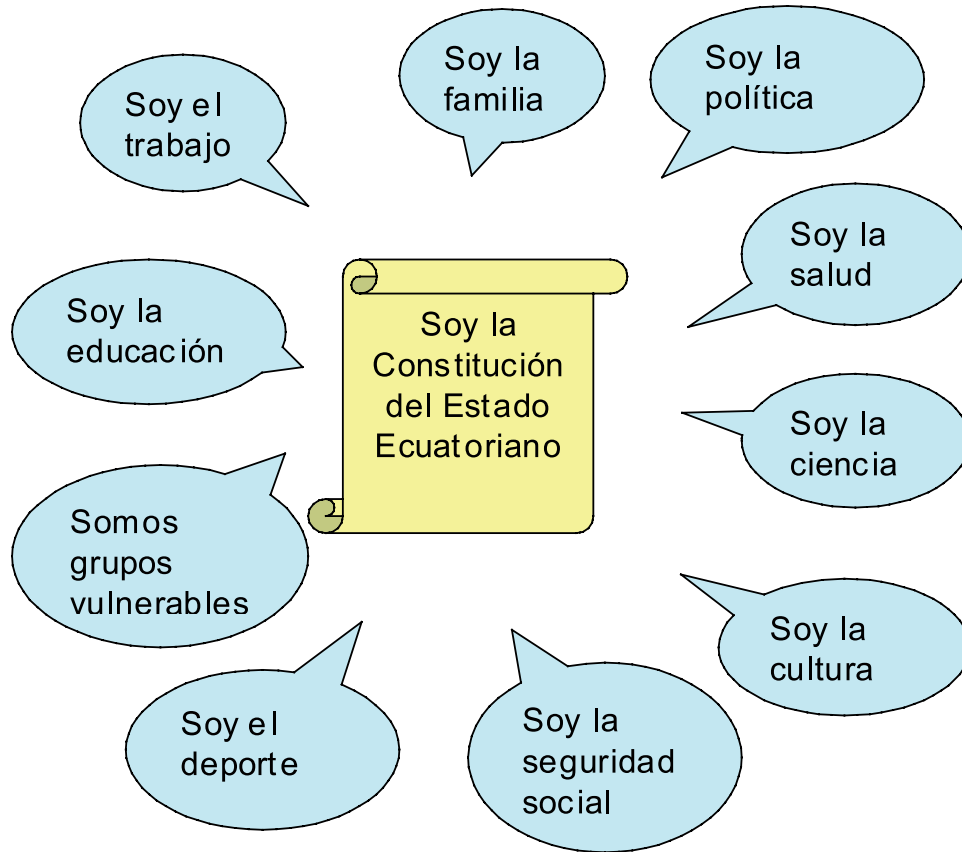 Soy la
familia
Soy la
política
Soy el
trabajo
Soy la
salud
Soy la
educación
Soy la
Constitución
del Estado
Ecuatoriano
Soy la
ciencia
Somos
grupos
vulnerables
Soy la
cultura
Soy el
deporte
Soy la
seguridad
social